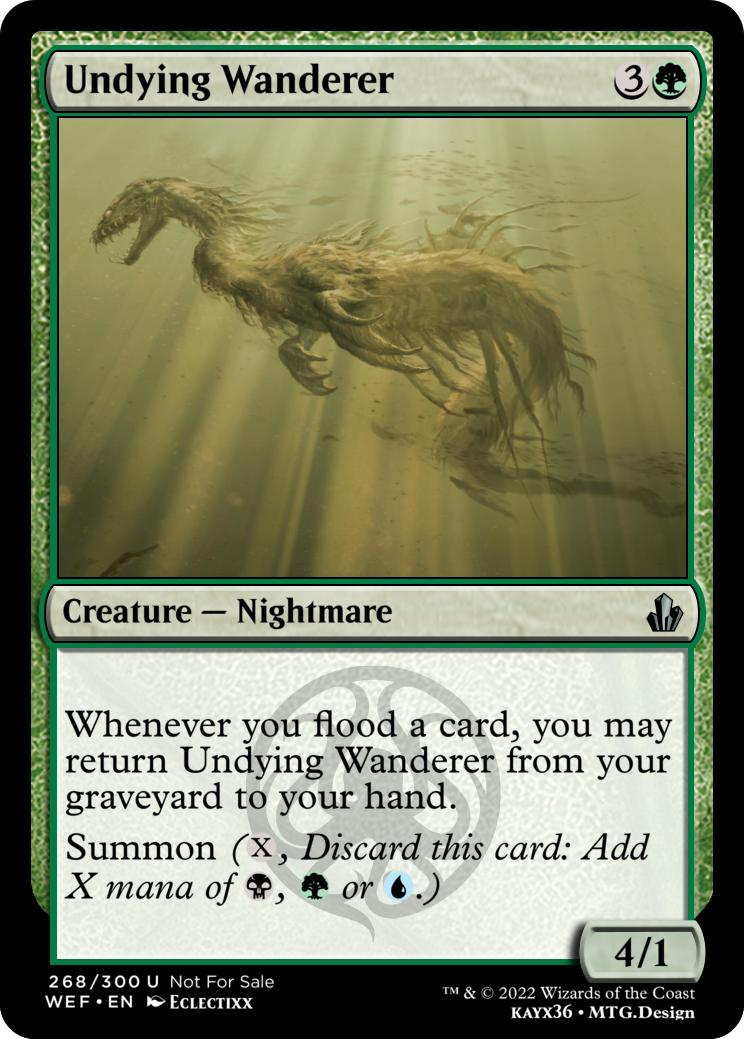 Undying Wanderer 3
Creature — Nightmare
Whenever you flood a card, you may
return Undying Wanderer from your
graveyard to your hand.
Summon (X, Discard this card: Add
X mana of , or .)
4/1
268/300 U Not For Sale
WEF • EN Eclectixx
™ & © 2022 Wizards of the Coast
KAYX36 • MTG.Design